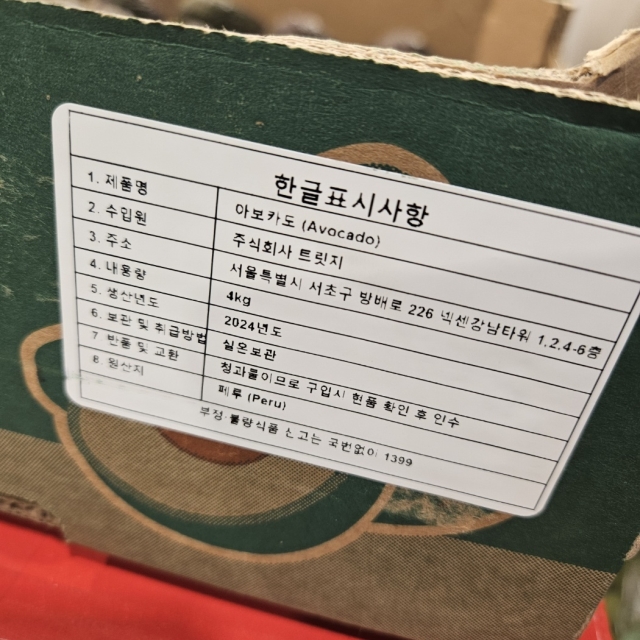 한글표시사항
1. 제품명 아보카도 (Avocado)
2. 수입원 주식회사 트릿지
3. 주소 서울특별시 서초구 방배로 226 넥센강남타워 1.2.4-6층
4. 내용량 4kg
5. 생산년도 2024년도
6. 보관 및 취급방법 실온보관
7 반품 및 교환 청과물이므로 구입시 현품 확인 후 인수
8 원산지 페루 (Peru)
부정·불량식품 신고는 국번없이 1399